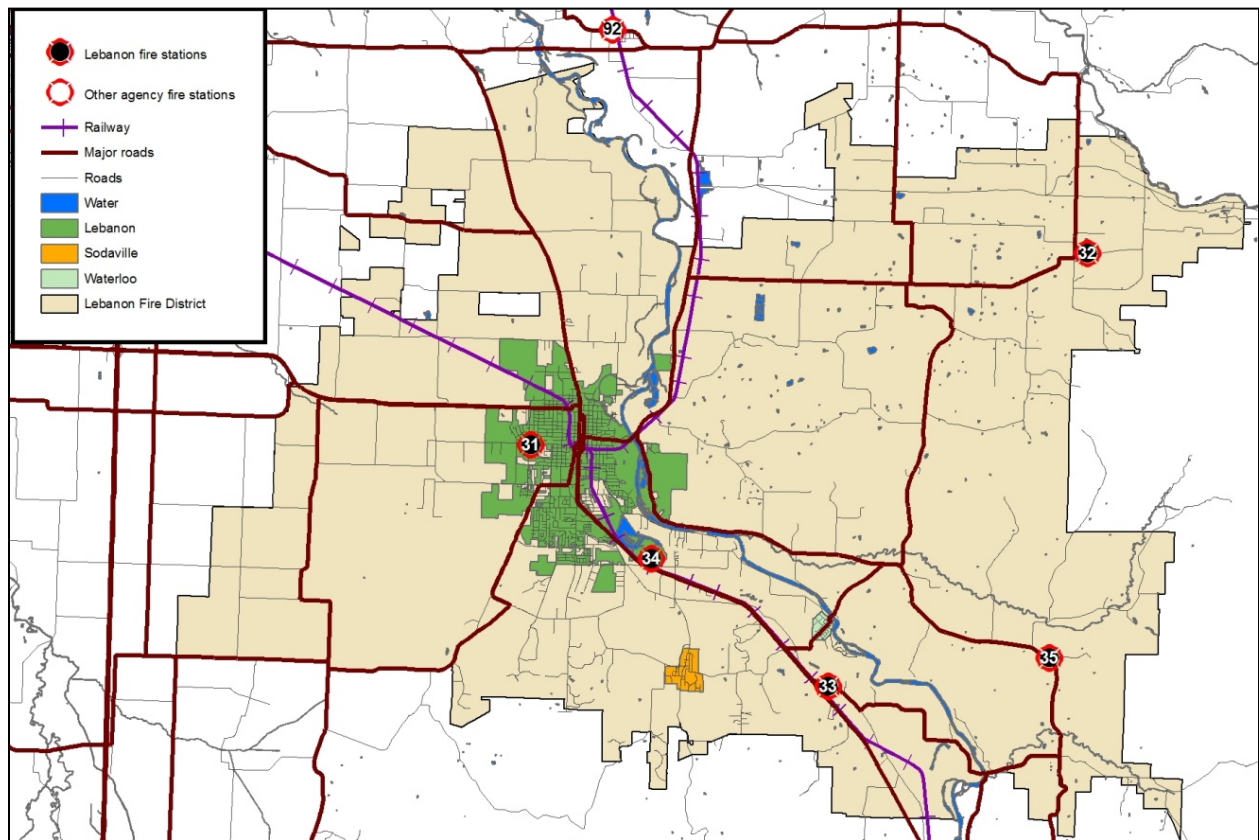 Lebanon fire stations
Other agency fire stations
Railway
Major roads
Roads
Water
Lebanon
Sodaville
Waterloo
Lebanon Fire District
92
32
31
34
35
33